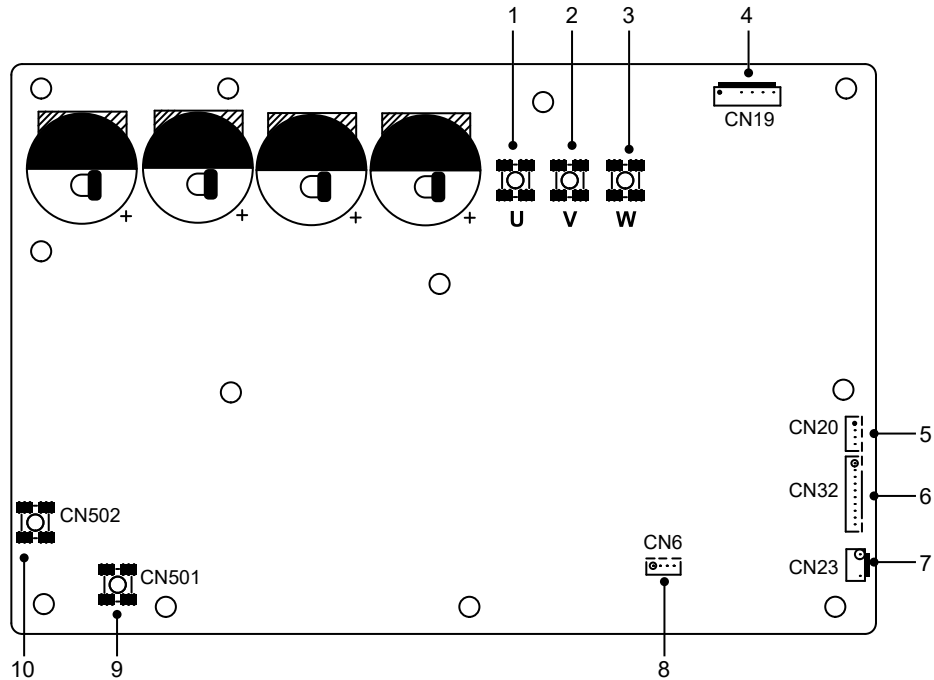 1 2 3 4
CN19
+ + + +
U V W
CN20 5
CN32 6
CN502
CN6
CN501
CN23 7
10 9 8